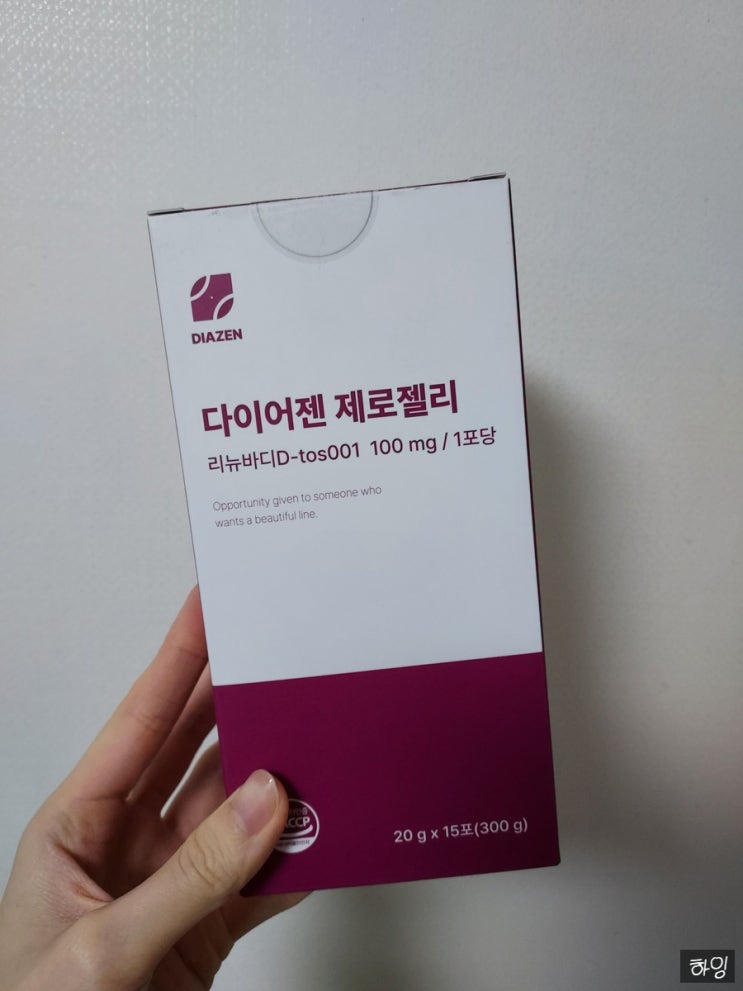 DIAZEN
다이어젠 제로젤리
리뉴바디D-tos001 100 mg / 1포당
Opportunity given to someone who
wants a beautiful line.
20 g x 15포(300 g)
하잉